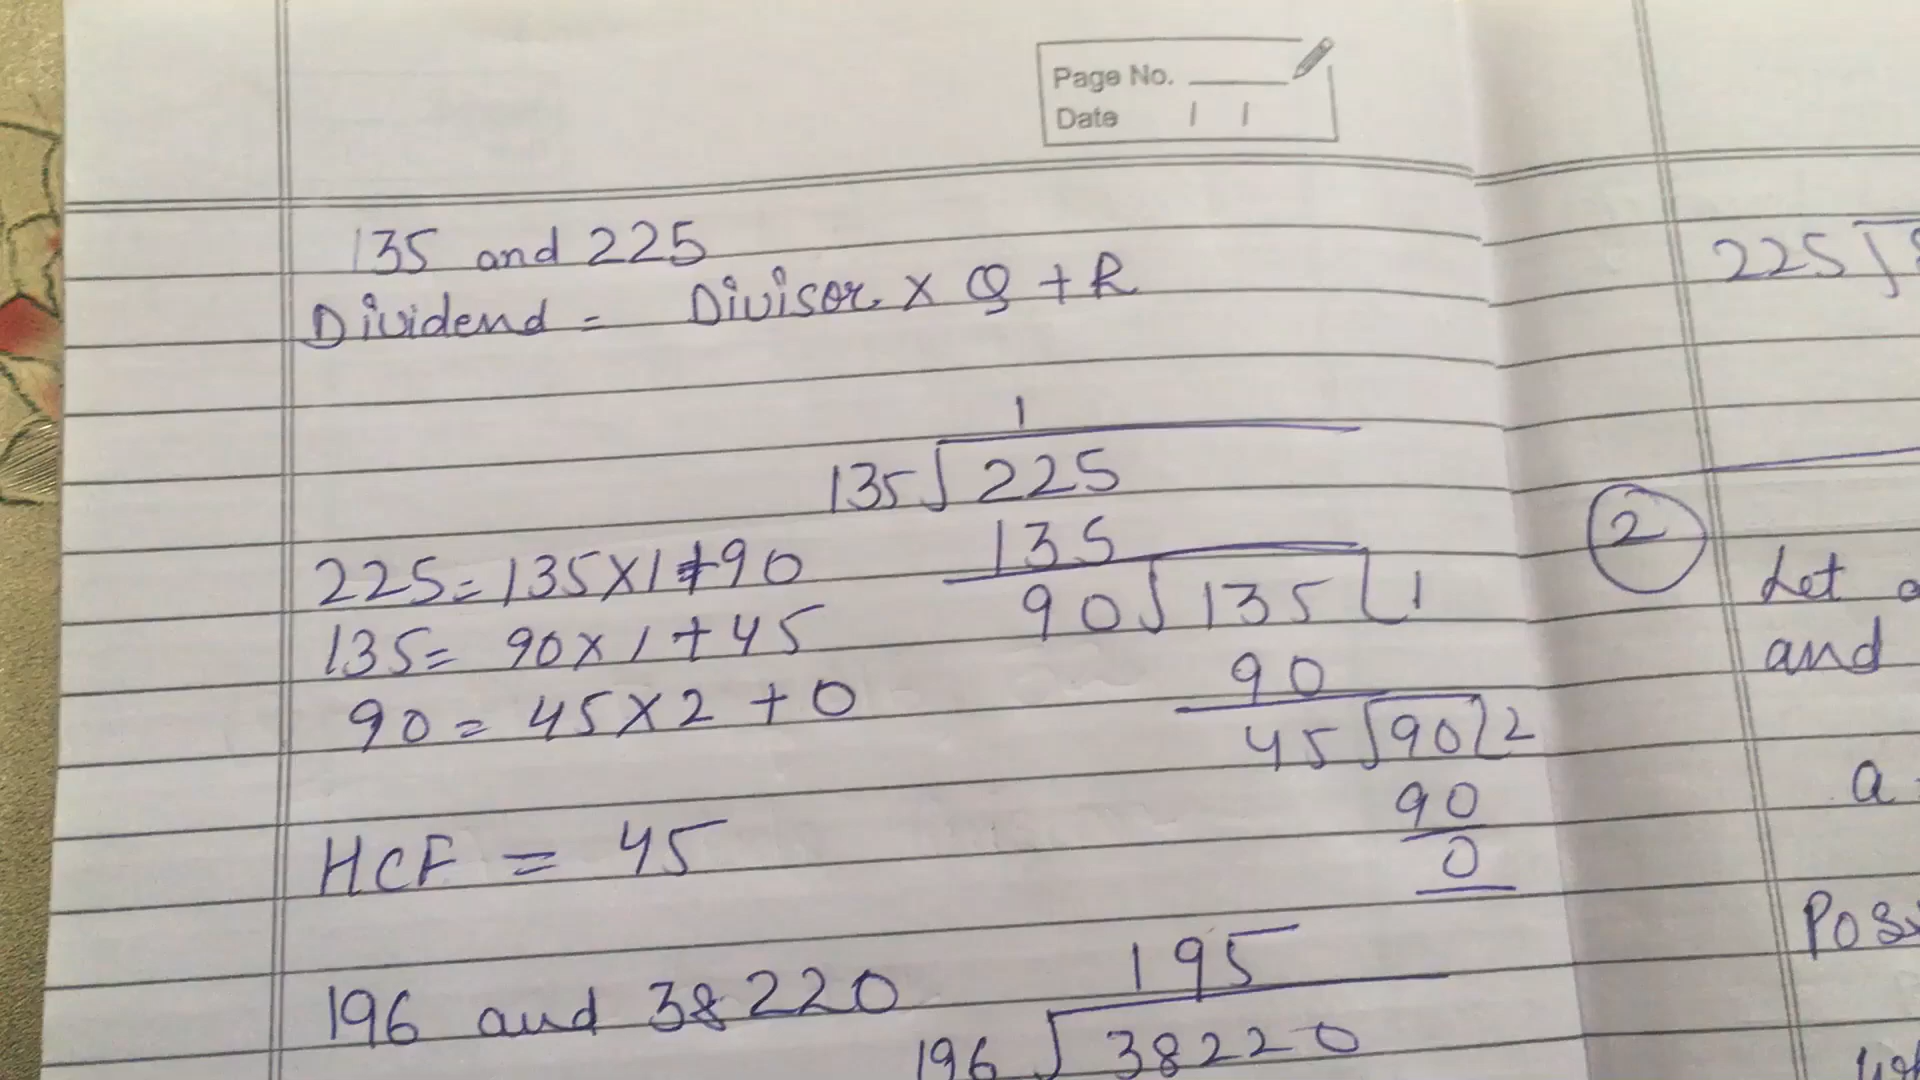 Page No.
Date
135 and 225
Dividend = Divisor × Q + R
1
135 225
225 = 135 × 1 + 90
135
135 = 90 × 1 + 45
90 135 1
90 = 45 × 2 + 0
90
45 90 2
90
0
HCF = 45
196 and 38220
195
196 38220
225
2
Let
and
a